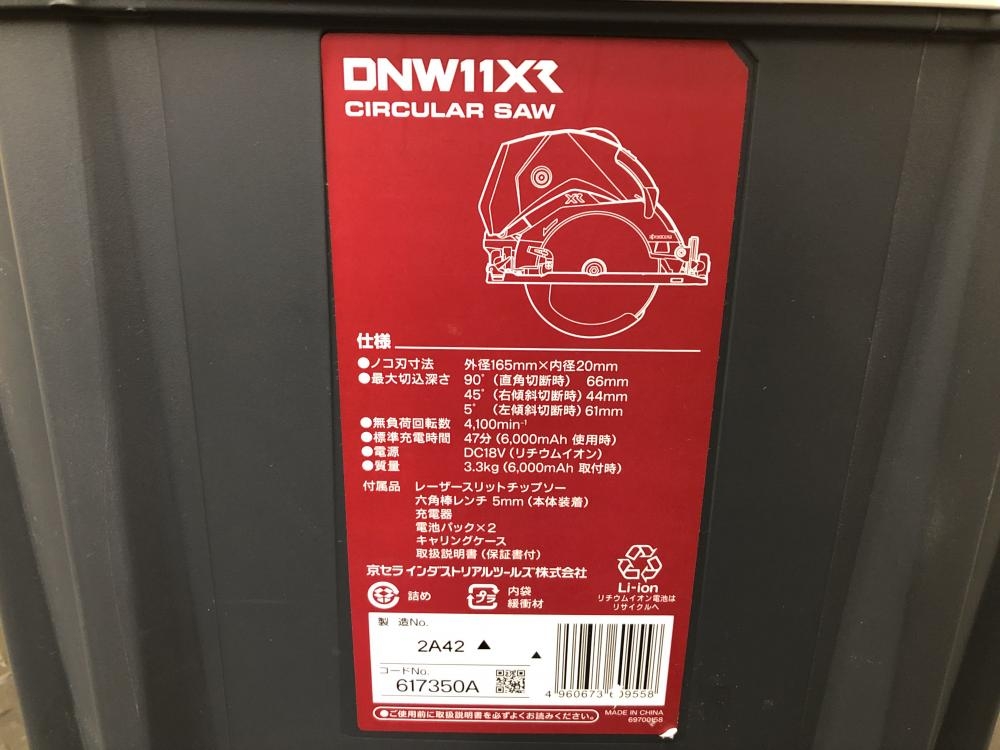 DNW11XR
CIRCULAR SAW
XR
KYOCERA
仕様
●ノコ刃寸法 外径165mm×内径20mm
●最大切込深さ 90°（直角切断時） 66mm
45°（右傾斜切断時）44mm
5°（左傾斜切断時）61mm
●無負荷回転数 4,100min⁻¹
●標準充電時間 47分（6,000mAh 使用時）
●電源 DC18V（リチウムイオン）
●質量 3.3kg（6,000mAh 取付時）
付属品 レーザースリットチップソー
六角棒レンチ 5mm（本体装着）
充電器
電池パック×2
キャリングケース
取扱説明書（保証書付）
京セラ インダストリアルツールズ株式会社
詰め
プラ
内袋
緩衝材
Li-ion
リチウムイオン電池は
リサイクルへ
製 造No.
2A42 ▲
▲
コードNo.
617350A
4 960673 609558
●ご使用前に取扱説明書を必ずよくお読みください。
MADE IN CHINA
69700158